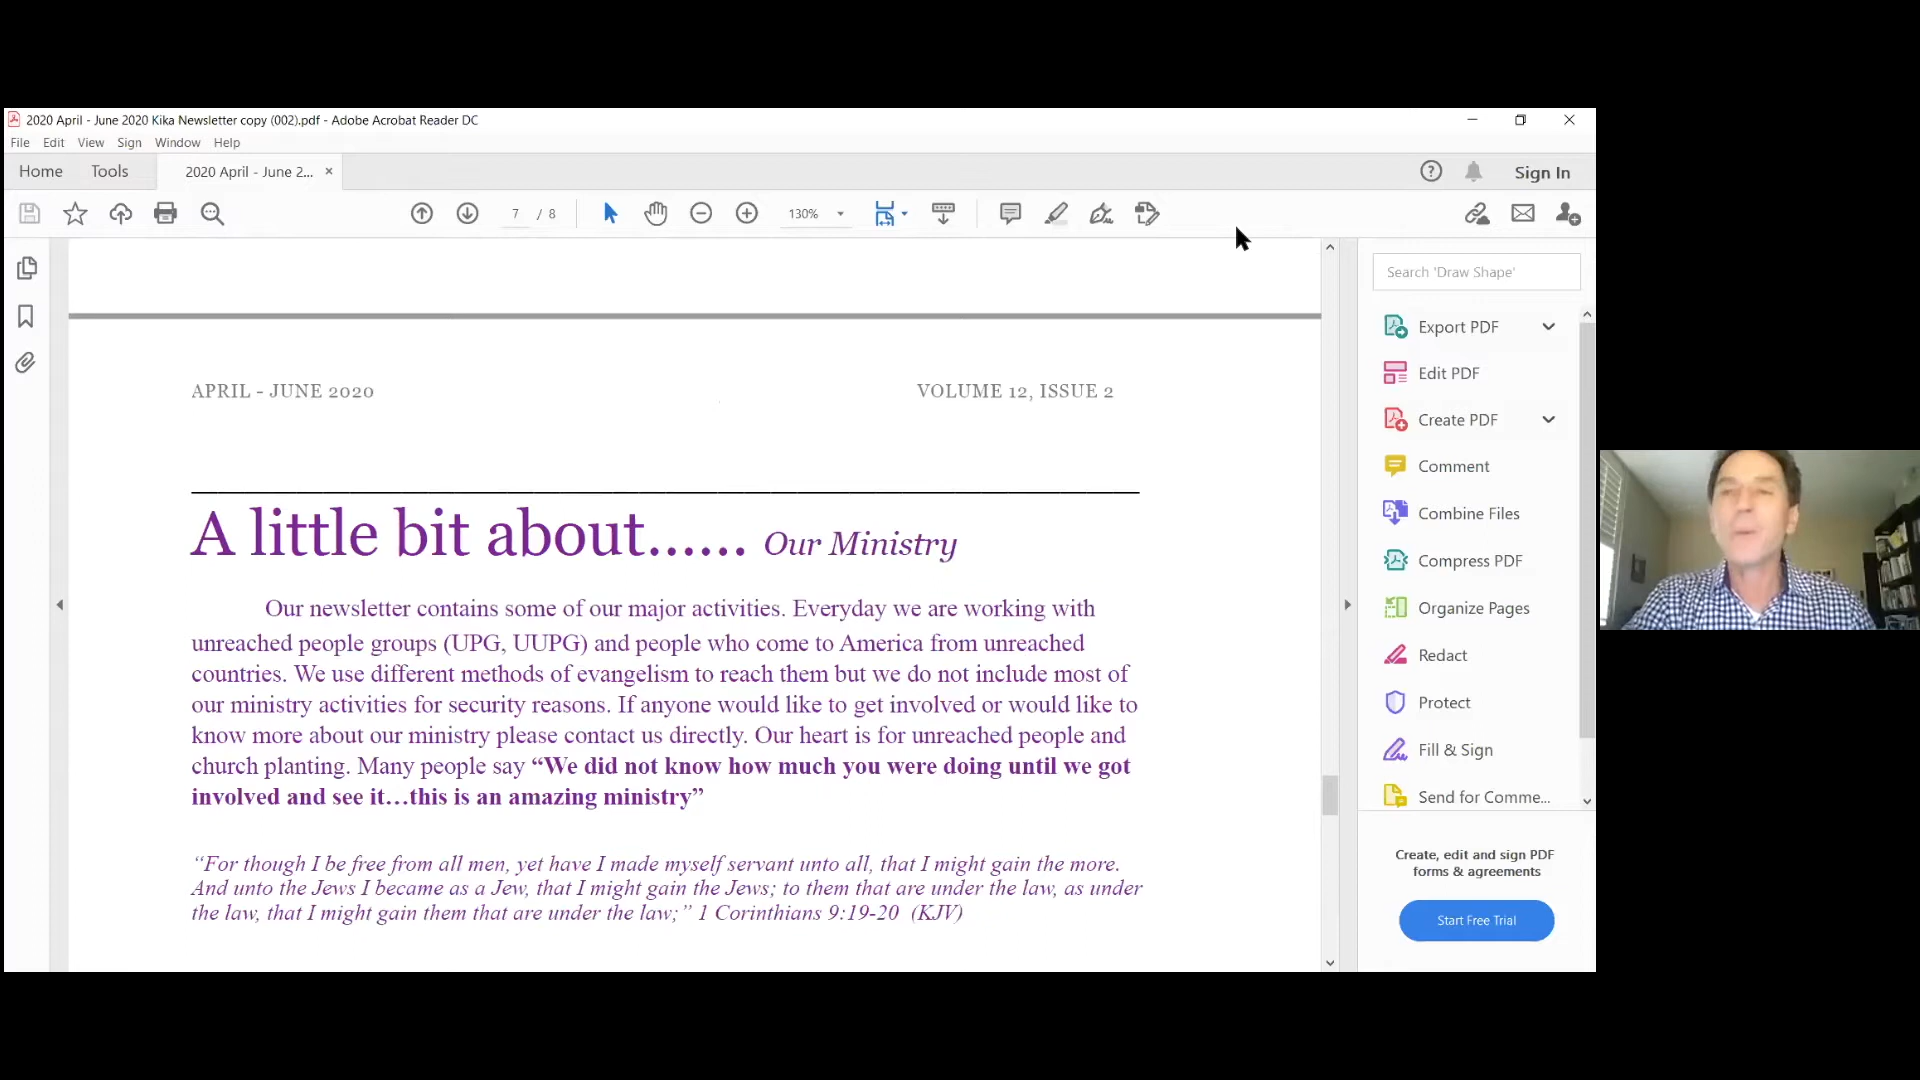 2020 April - June 2020 Kika Newsletter copy (002).pdf - Adobe Acrobat Reader DC
File Edit View Sign Window Help
Home Tools 2020 April - June 2... × Sign In
7 / 8 130%
Search 'Draw Shape'
Export PDF
Edit PDF
Create PDF
Comment
Combine Files
Compress PDF
Organize Pages
Redact
Protect
Fill & Sign
Send for Comme...
Create, edit and sign PDF
forms & agreements
Start Free Trial
APRIL - JUNE 2020 VOLUME 12, ISSUE 2
A little bit about...... Our Ministry
Our newsletter contains some of our major activities. Everyday we are working with
unreached people groups (UPG, UUPG) and people who come to America from unreached
countries. We use different methods of evangelism to reach them but we do not include most of
our ministry activities for security reasons. If anyone would like to get involved or would like to
know more about our ministry please contact us directly. Our heart is for unreached people and
church planting. Many people say “We did not know how much you were doing until we got
involved and see it…this is an amazing ministry”
“For though I be free from all men, yet have I made myself servant unto all, that I might gain the more.
And unto the Jews I became as a Jew, that I might gain the Jews; to them that are under the law, as under
the law, that I might gain them that are under the law;” 1 Corinthians 9:19-20 (KJV)